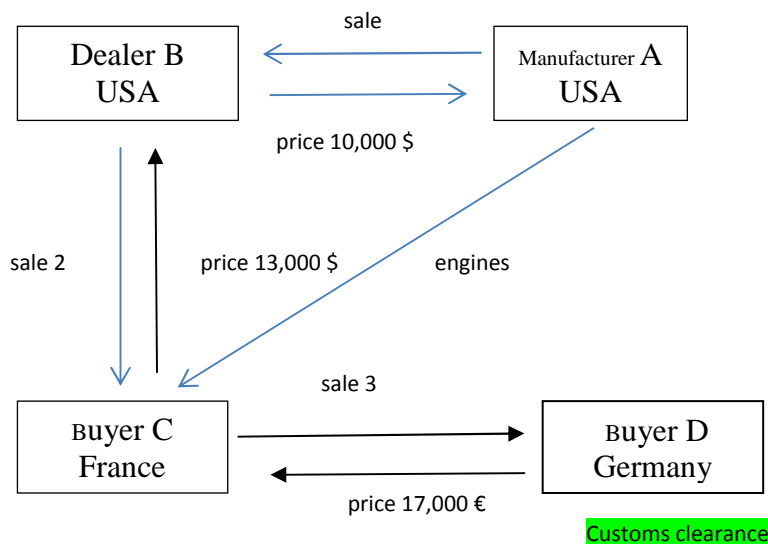 sale
Dealer B
USA
Manufacturer A
USA
price 10,000 $
sale 2
price 13,000 $
engines
sale 3
Buyer C
France
Buyer D
Germany
price 17,000 €
Customs clearance